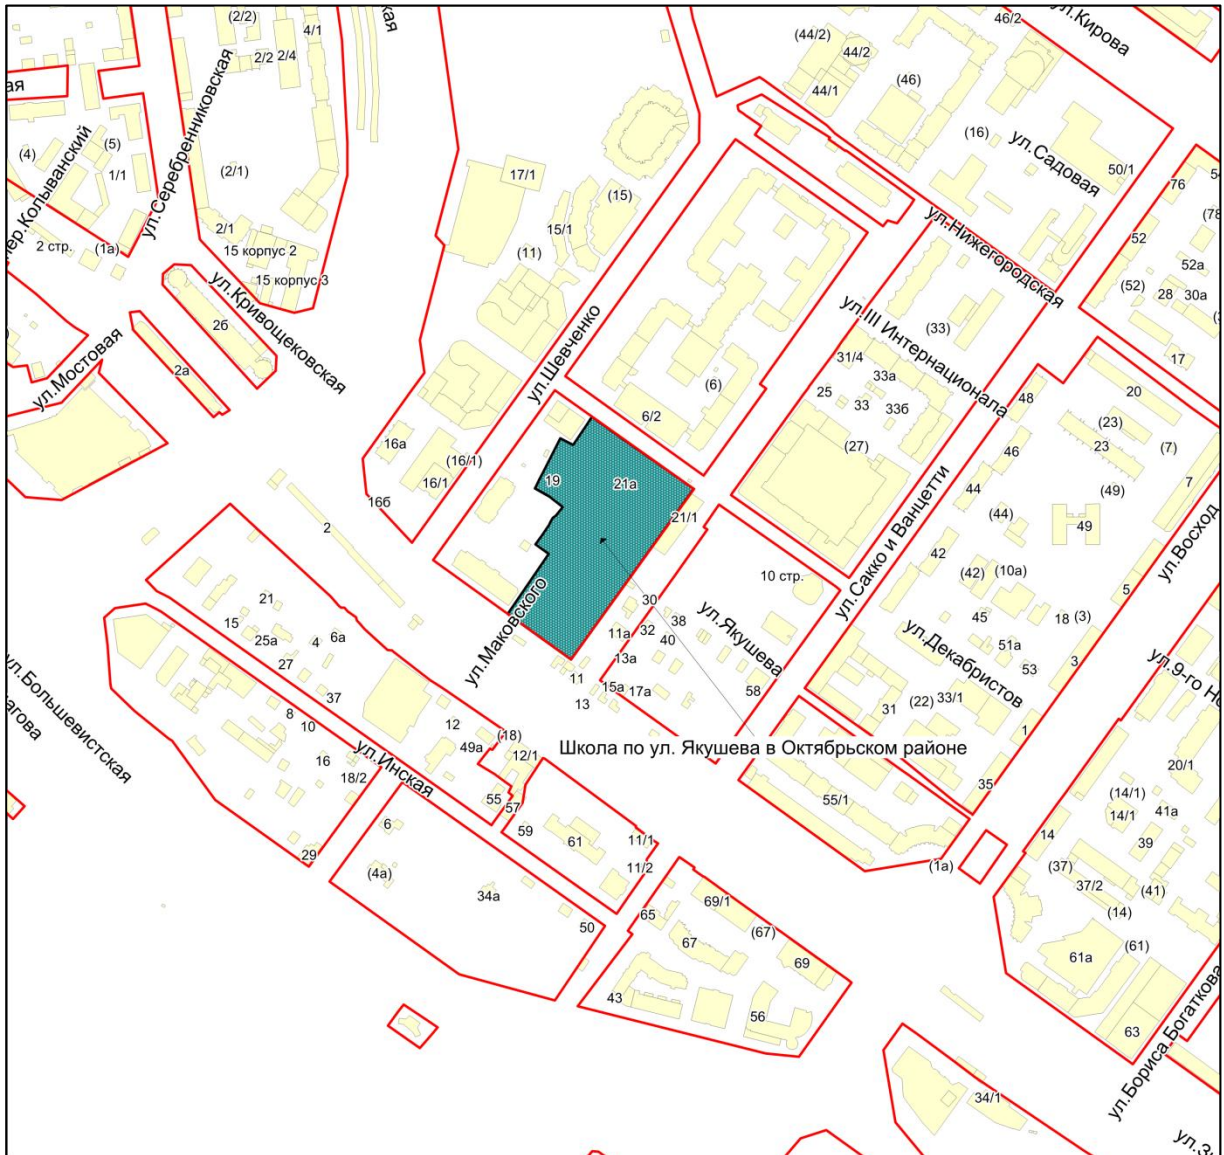 (2/2)
4/1
2/2
2/4
ская
46/2
ул.Кирова
(44/2)
44/2
44/1
(46)
(16)
ул.Садовая
50/1
ая
ул.Серебренниковская
пер.Колыванский
(4)
(5)
1/1
(2/1)
17/1
(15)
76
52
(78
2/1
15 корпус 2
15 корпус 3
2 стр.
(1а)
15/1
(11)
ул.Нижегородская
(52)
52а
28
30а
17
ул.Кривощековская
2б
2а
ул.Мостовая
ул.Шевченко
ул.III Интернационала
(33)
31/4
33а
25
33
33б
(6)
6/2
(27)
48
46
20
(23)
23
(7)
7
(49)
49
16а
(16/1)
16/1
16б
19
21а
21/1
2
44
(44)
42
(42)
(10а)
ул.Сакко и Ванцетти
ул.Восход
5
10 стр.
ул.Маковского
30
38
32
40
11а
13а
11
15а
17а
13
58
ул.Якушева
ул.Декабристов
45
51а
53
18
(3)
3
21
15
25а
4
6а
27
37
ул.Большевистская
агова
8
10
16
18/2
12
49а
(18)
12/1
Школа по ул. Якушева в Октябрьском районе
ул.Инская
31
(22)
33/1
1
35
55/1
(1а)
20/1
(14/1)
14/1
41а
39
14
(37)
37/2
(41)
(14)
(61)
61а
63
55
57
59
61
11/1
11/2
6
29
(4а)
34а
50
65
69/1
(67)
67
69
43
56
34/1
ул.Бориса Богаткова